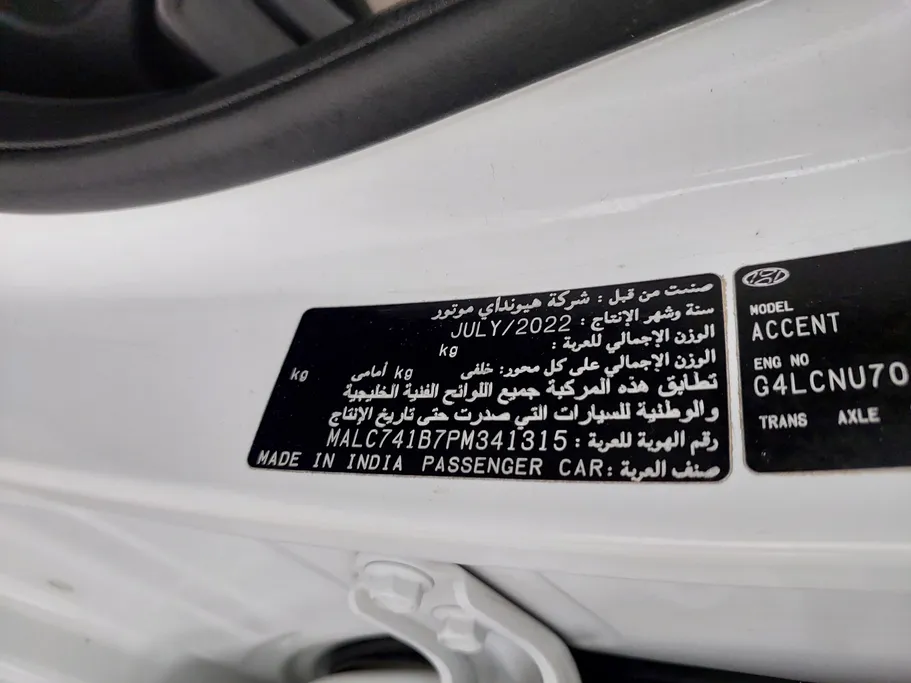 صنعت من قبل : شركة هيونداي موتور
سنة وشهر الإنتاج : JULY/2022
الوزن الإجمالي للعربة : kg
الوزن الإجمالي على كل محور: خلفي kg أمامى kg
تطابق هذه المركبة جميع اللوائح الفنية الخليجية
والوطنية للسيارات التي صدرت حتى تاريخ الإنتاج
رقم الهوية للعربة : MALC741B7PM341315
صنف العربة : MADE IN INDIA PASSENGER CAR
MODEL
ACCENT
ENG NO
G4LCNU70
TRANS AXLE